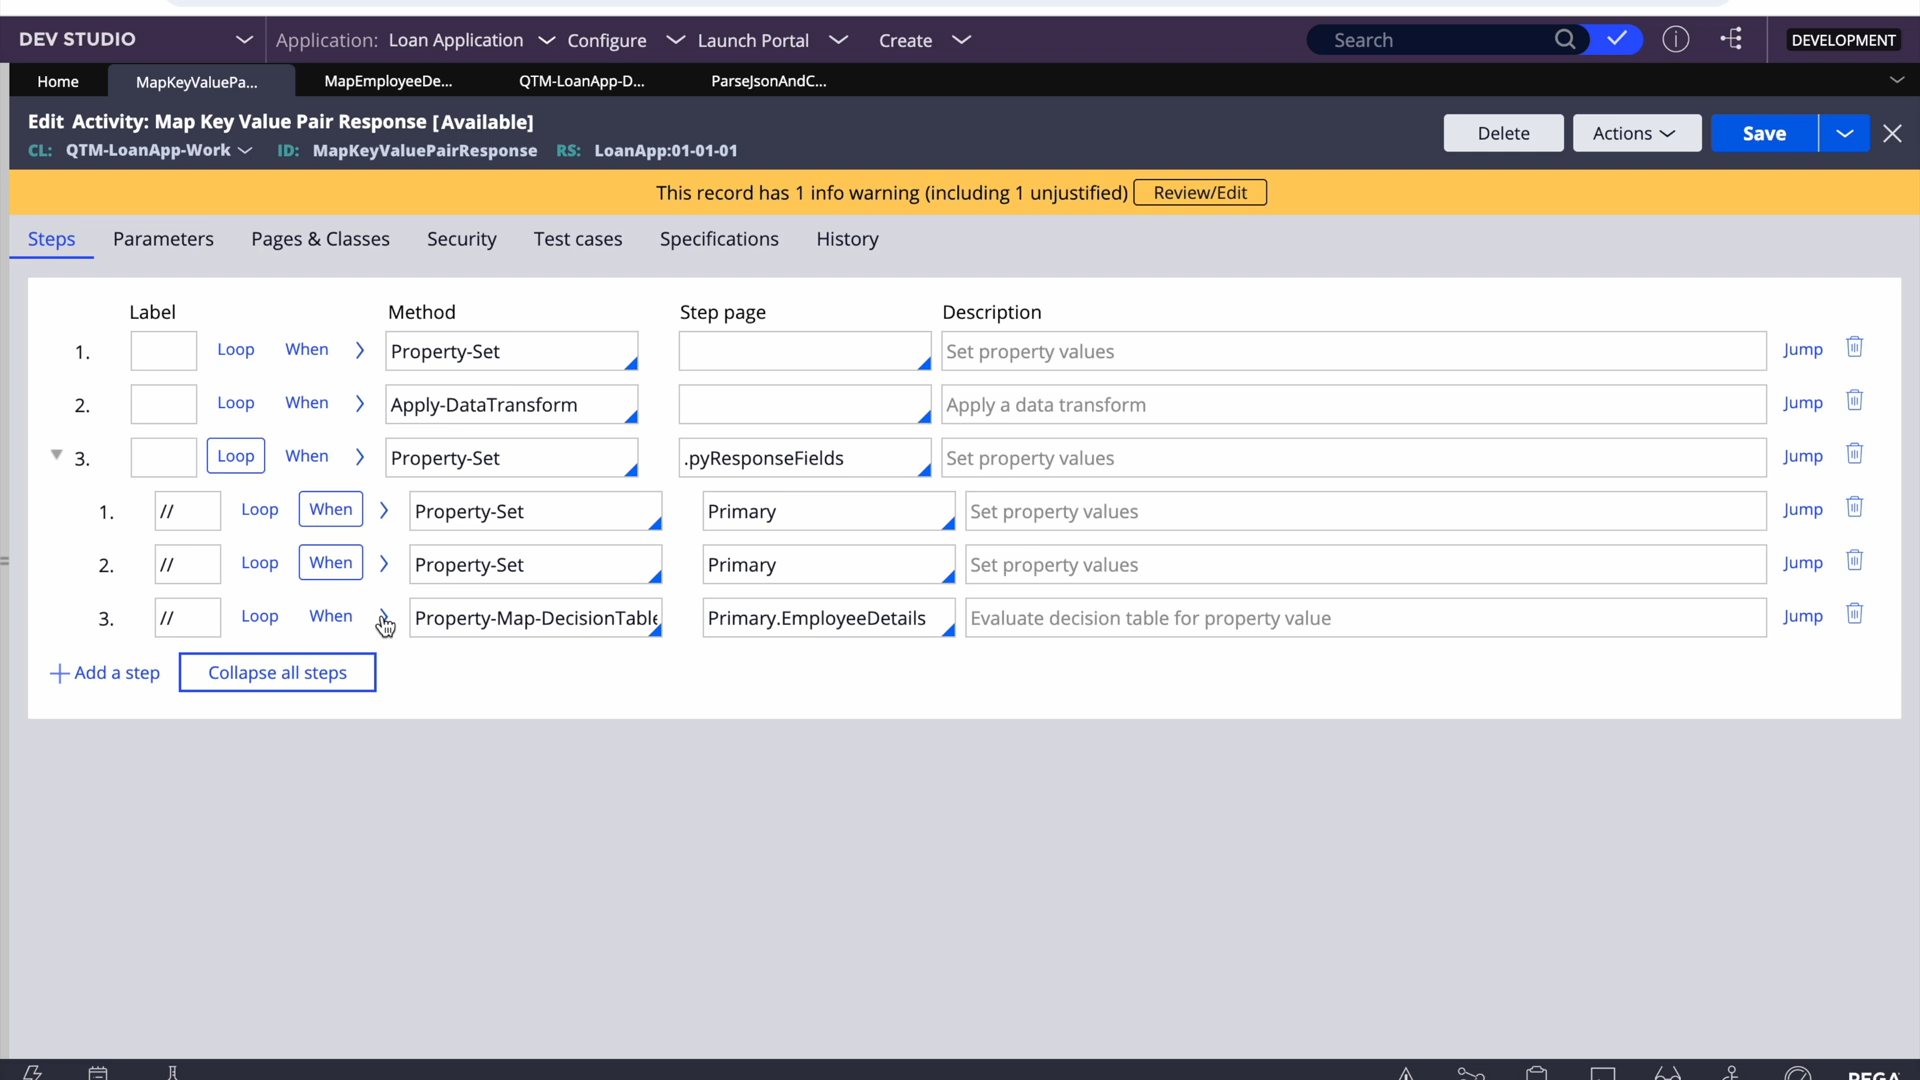 DEV STUDIO Application: Loan Application Configure Launch Portal Create Search DEVELOPMENT
Home MapKeyValuePa... MapEmployeeDe... QTM-LoanApp-D... ParseJsonAndC...
Edit Activity: Map Key Value Pair Response [Available] Delete Actions Save
CL: QTM-LoanApp-Work ID: MapKeyValuePairResponse RS: LoanApp:01-01-01
This record has 1 info warning (including 1 unjustified) Review/Edit
Steps Parameters Pages & Classes Security Test cases Specifications History
Label Method Step page Description
1. Loop When Property-Set Set property values Jump
2. Loop When Apply-DataTransform Apply a data transform Jump
3. Loop When Property-Set .pyResponseFields Set property values Jump
1. // Loop When Property-Set Primary Set property values Jump
2. // Loop When Property-Set Primary Set property values Jump
3. // Loop When Property-Map-DecisionTable Primary.EmployeeDetails Evaluate decision table for property value Jump
Add a step Collapse all steps
PEGA